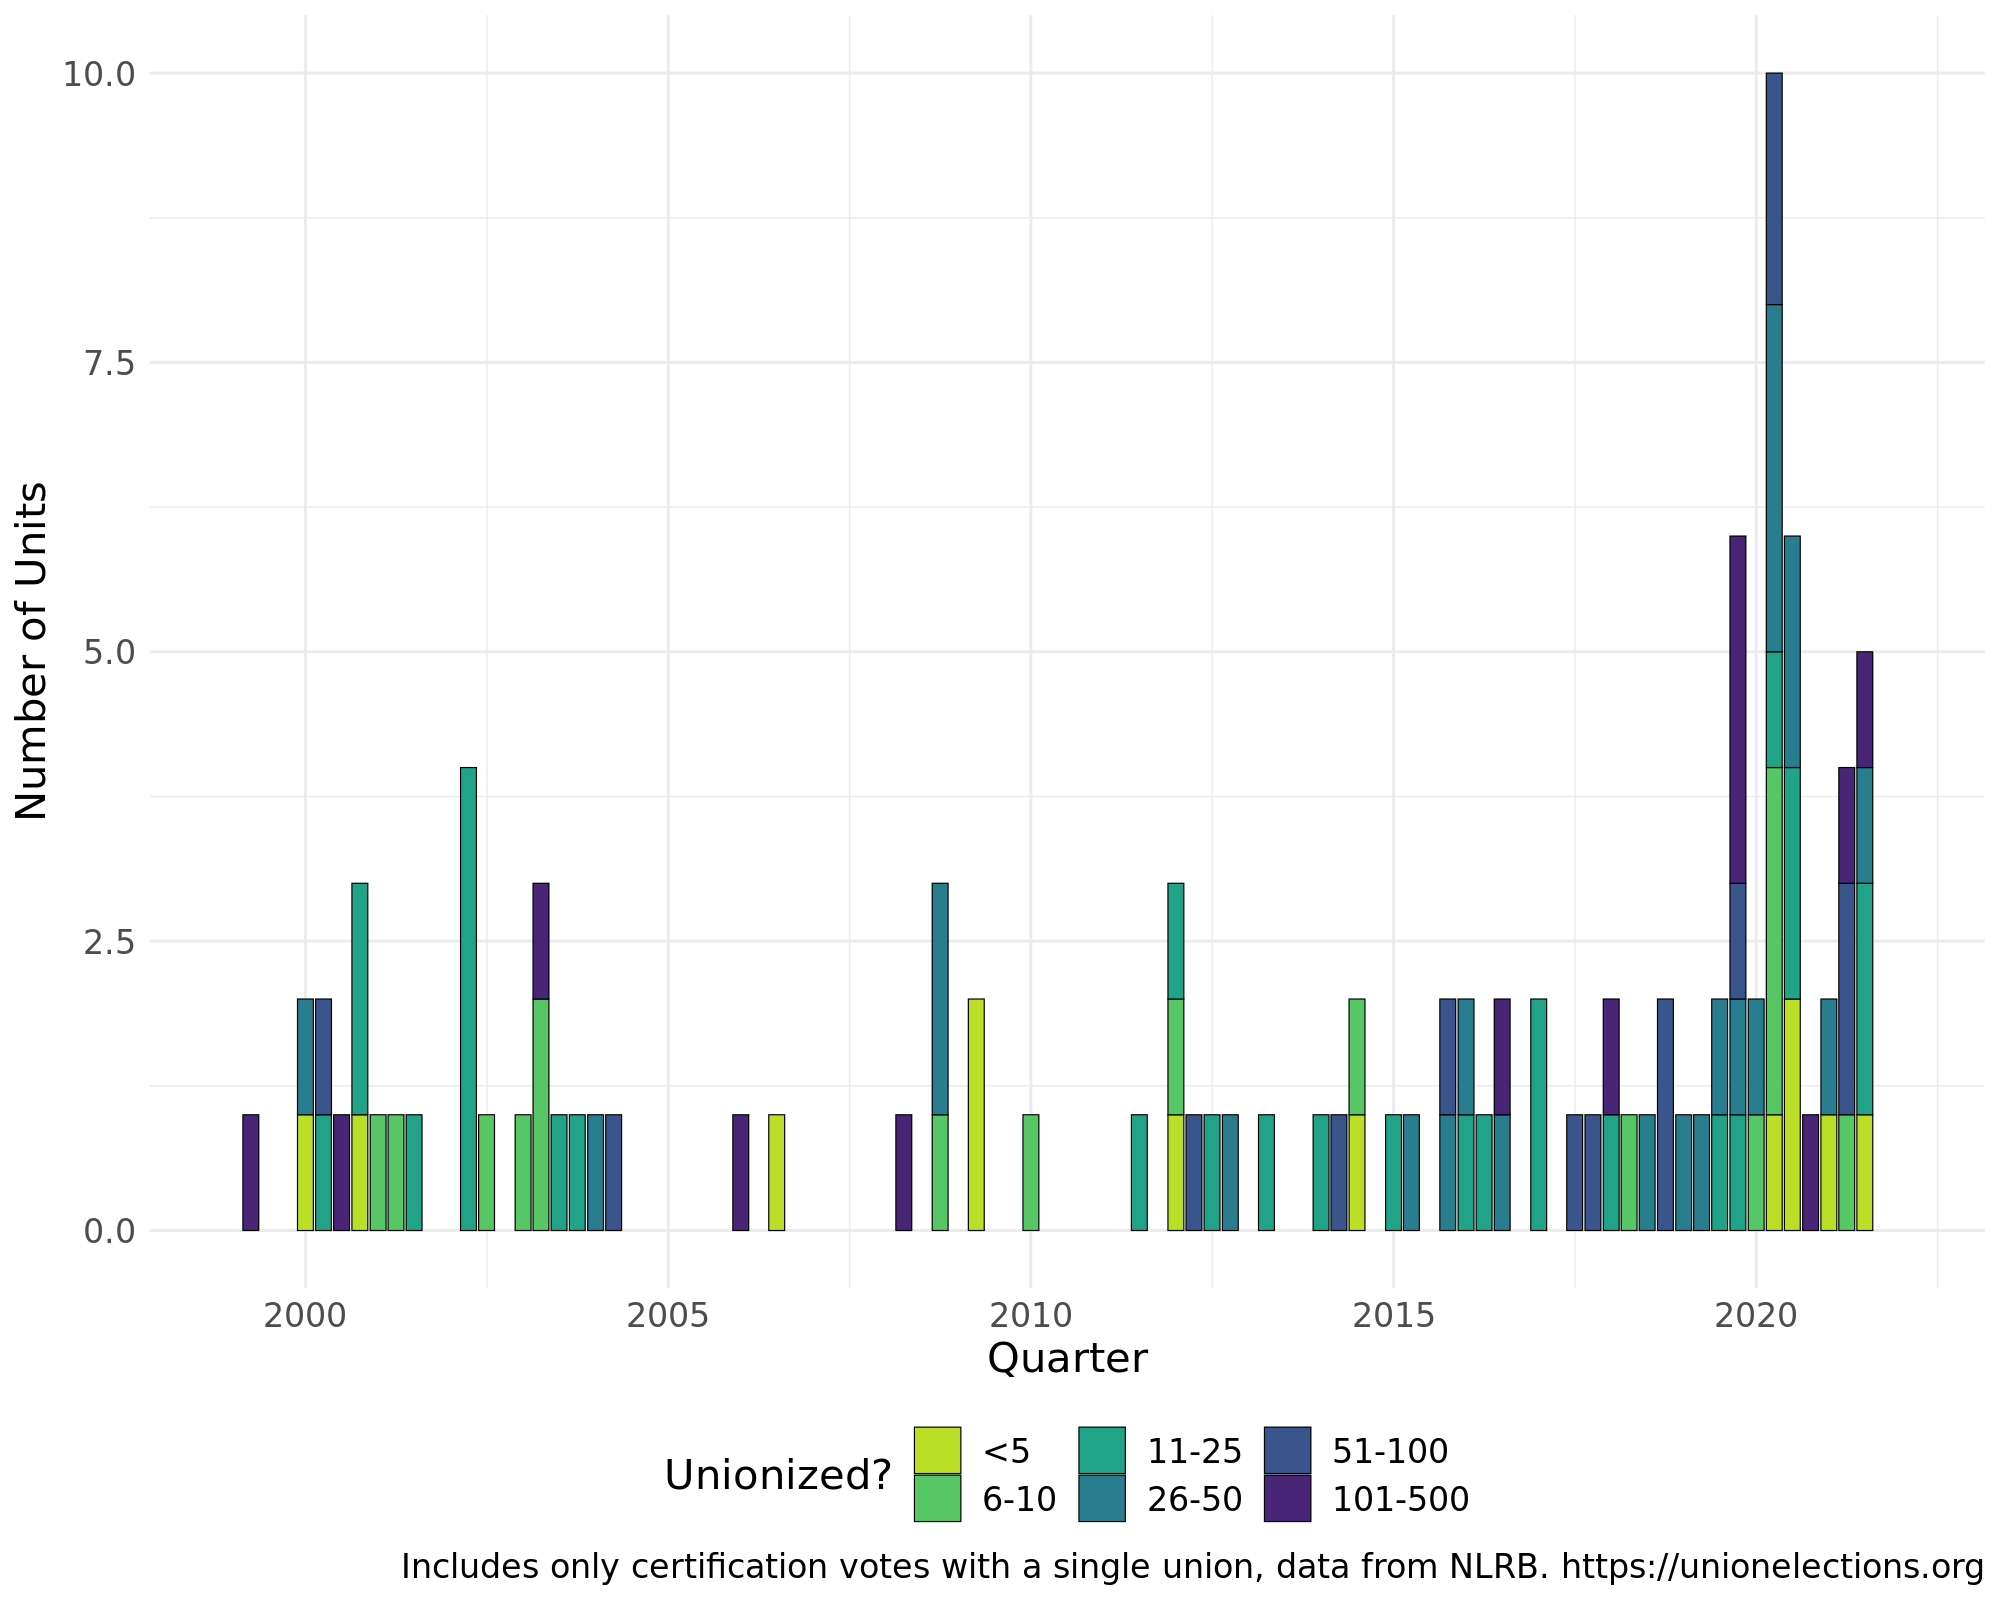 10.0
7.5
5.0
2.5
0.0
Number of Units
2000 2005 2010 2015 2020
Quarter
Unionized?
<5 11-25 51-100
6-10 26-50 101-500
Includes only certification votes with a single union, data from NLRB. https://unionelections.org